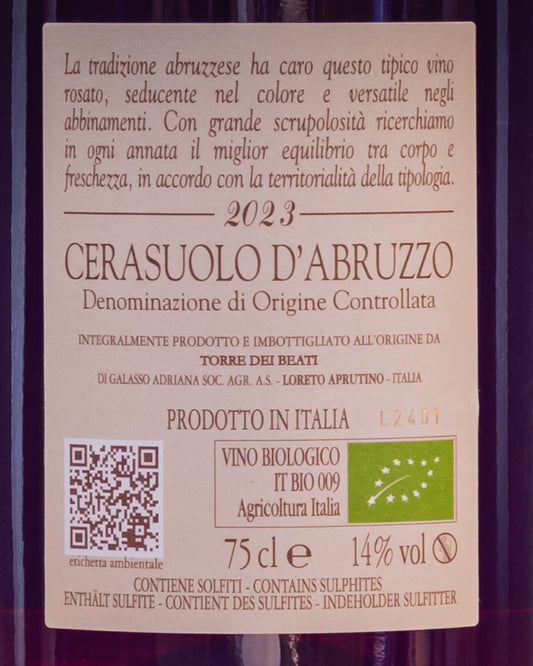 La tradizione abruzzese ha caro questo tipico vino
rosato, seducente nel colore e versatile negli
abbinamenti. Con grande scrupolosità ricerchiamo
in ogni annata il miglior equilibrio tra corpo e
freschezza, in accordo con la territorialità della tipologia.
2023
CERASUOLO D'ABRUZZO
Denominazione di Origine Controllata
INTEGRALMENTE PRODOTTO E IMBOTTIGLIATO ALL'ORIGINE DA
TORRE DEI BEATI
DI GALASSO ADRIANA SOC. AGR. A.S. - LORETO APRUTINO - ITALIA
PRODOTTO IN ITALIA L2401
VINO BIOLOGICO
IT BIO 009
Agricoltura Italia
etichetta ambientale
75 cl e 14% vol
CONTIENE SOLFITI - CONTAINS SULPHITES
ENTHÄLT SULFITE - CONTIENT DES SULFITES - INDEHOLDER SULFITTER